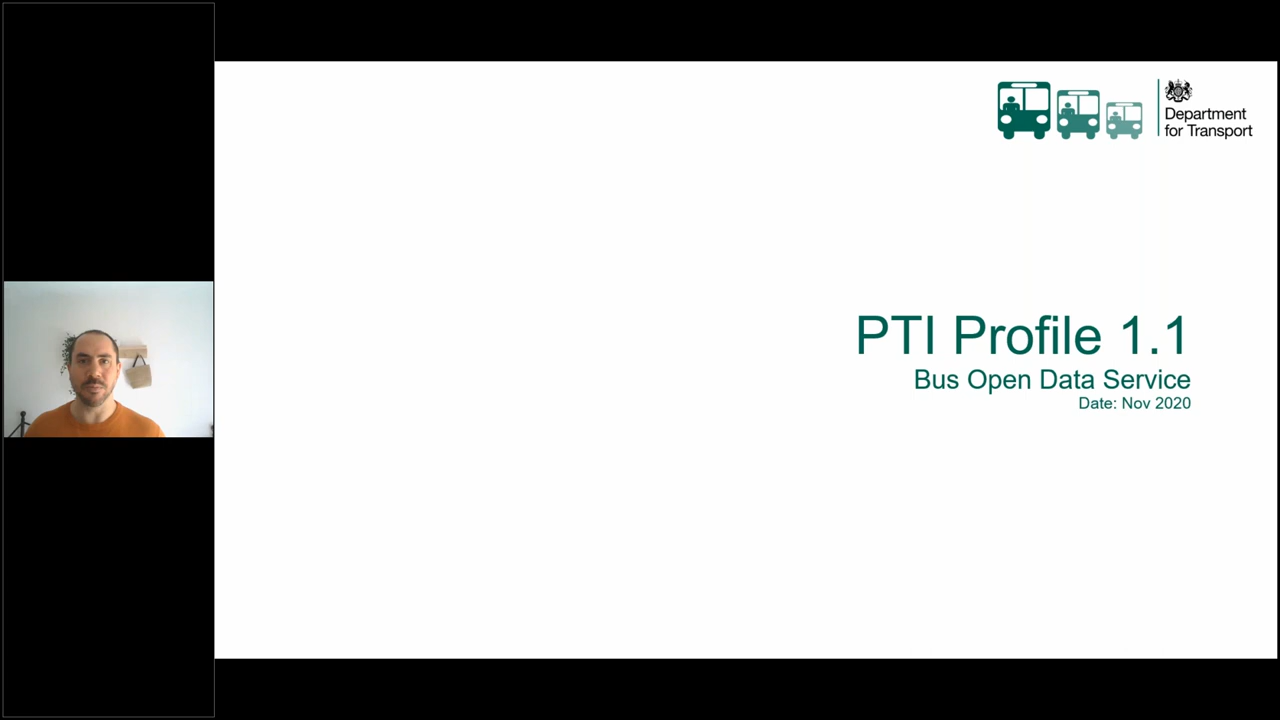 Department
for Transport
PTI Profile 1.1
Bus Open Data Service
Date: Nov 2020